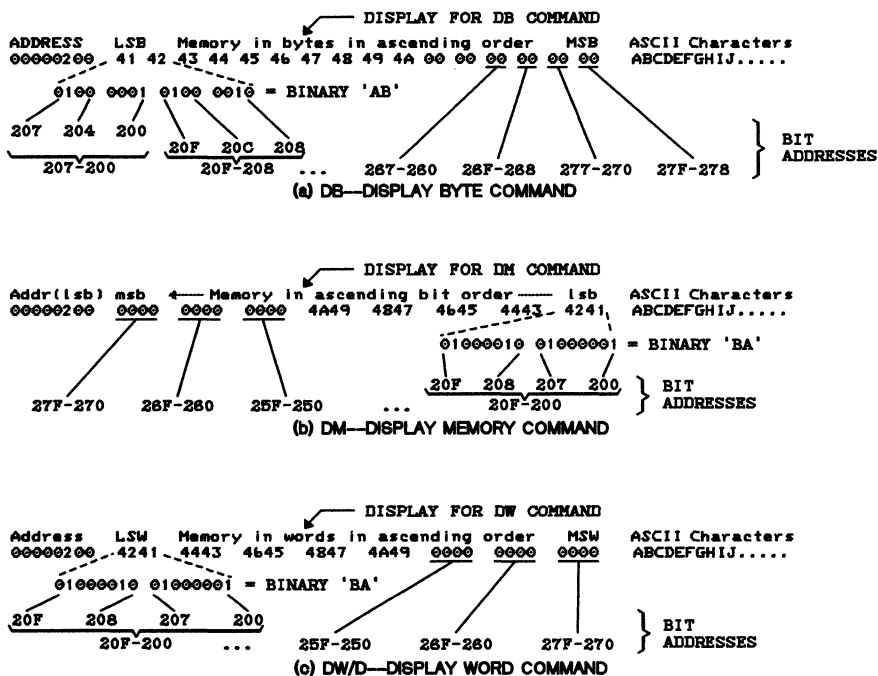 DISPLAY FOR DB COMMAND
ADDRESS LSB Memory in bytes in ascending order MSB ASCII Characters
00000200 41 42 43 44 45 46 47 48 49 4A 00 00 00 00 00 00 ABCDEFGHIJ.....
0100 0001 0100 0010 = BINARY 'AB'
207 204 200 20F 20C 208
207-200 20F-208 ... 267-260 26F-268 277-270 27F-278
BIT
ADDRESSES
(a) DB—DISPLAY BYTE COMMAND
DISPLAY FOR DM COMMAND
Addr(lsb) msb Memory in ascending bit order lsb ASCII Characters
00000200 0000 0000 0000 4A49 4847 4645 4443 4241 ABCDEFGHIJ.....
01000010 01000001 = BINARY 'BA'
20F 208 207 200
27F-270 26F-260 25F-250 ... 20F-200
BIT
ADDRESSES
(b) DM—DISPLAY MEMORY COMMAND
DISPLAY FOR DW COMMAND
Address LSW Memory in words in ascending order MSW ASCII Characters
00000200 4241 4443 4645 4847 4A49 0000 0000 0000 ABCDEFGHIJ.....
01000010 01000001 = BINARY 'BA'
20F 208 207 200
20F-200 ... 25F-250 26F-260 27F-270
BIT
ADDRESSES
(c) DW/D—DISPLAY WORD COMMAND